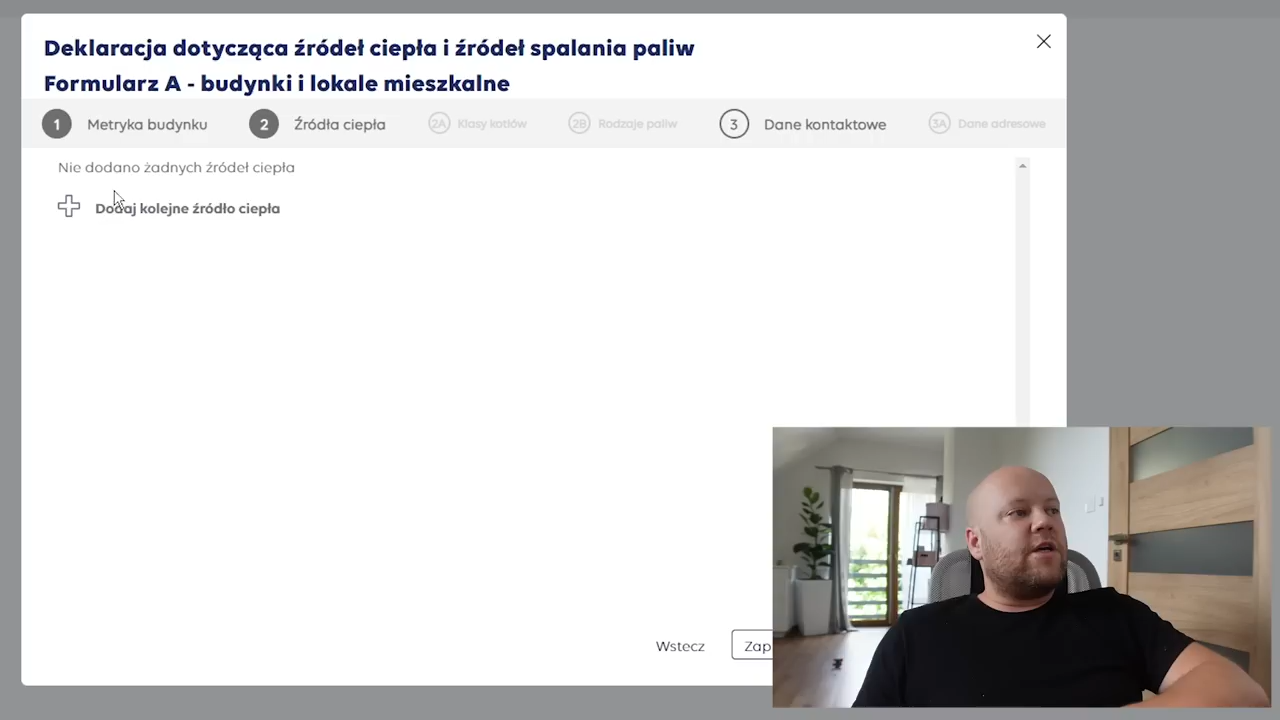 Deklaracja dotycząca źródeł ciepła i źródeł spalania paliw
Formularz A - budynki i lokale mieszkalne
1 Metryka budynku 2 Źródła ciepła 2A Klasy kotłów 2B Rodzaje paliw 3 Dane kontaktowe 3A Dane adresowe
Nie dodano żadnych źródeł ciepła
Dodaj kolejne źródło ciepła
Wstecz Zap